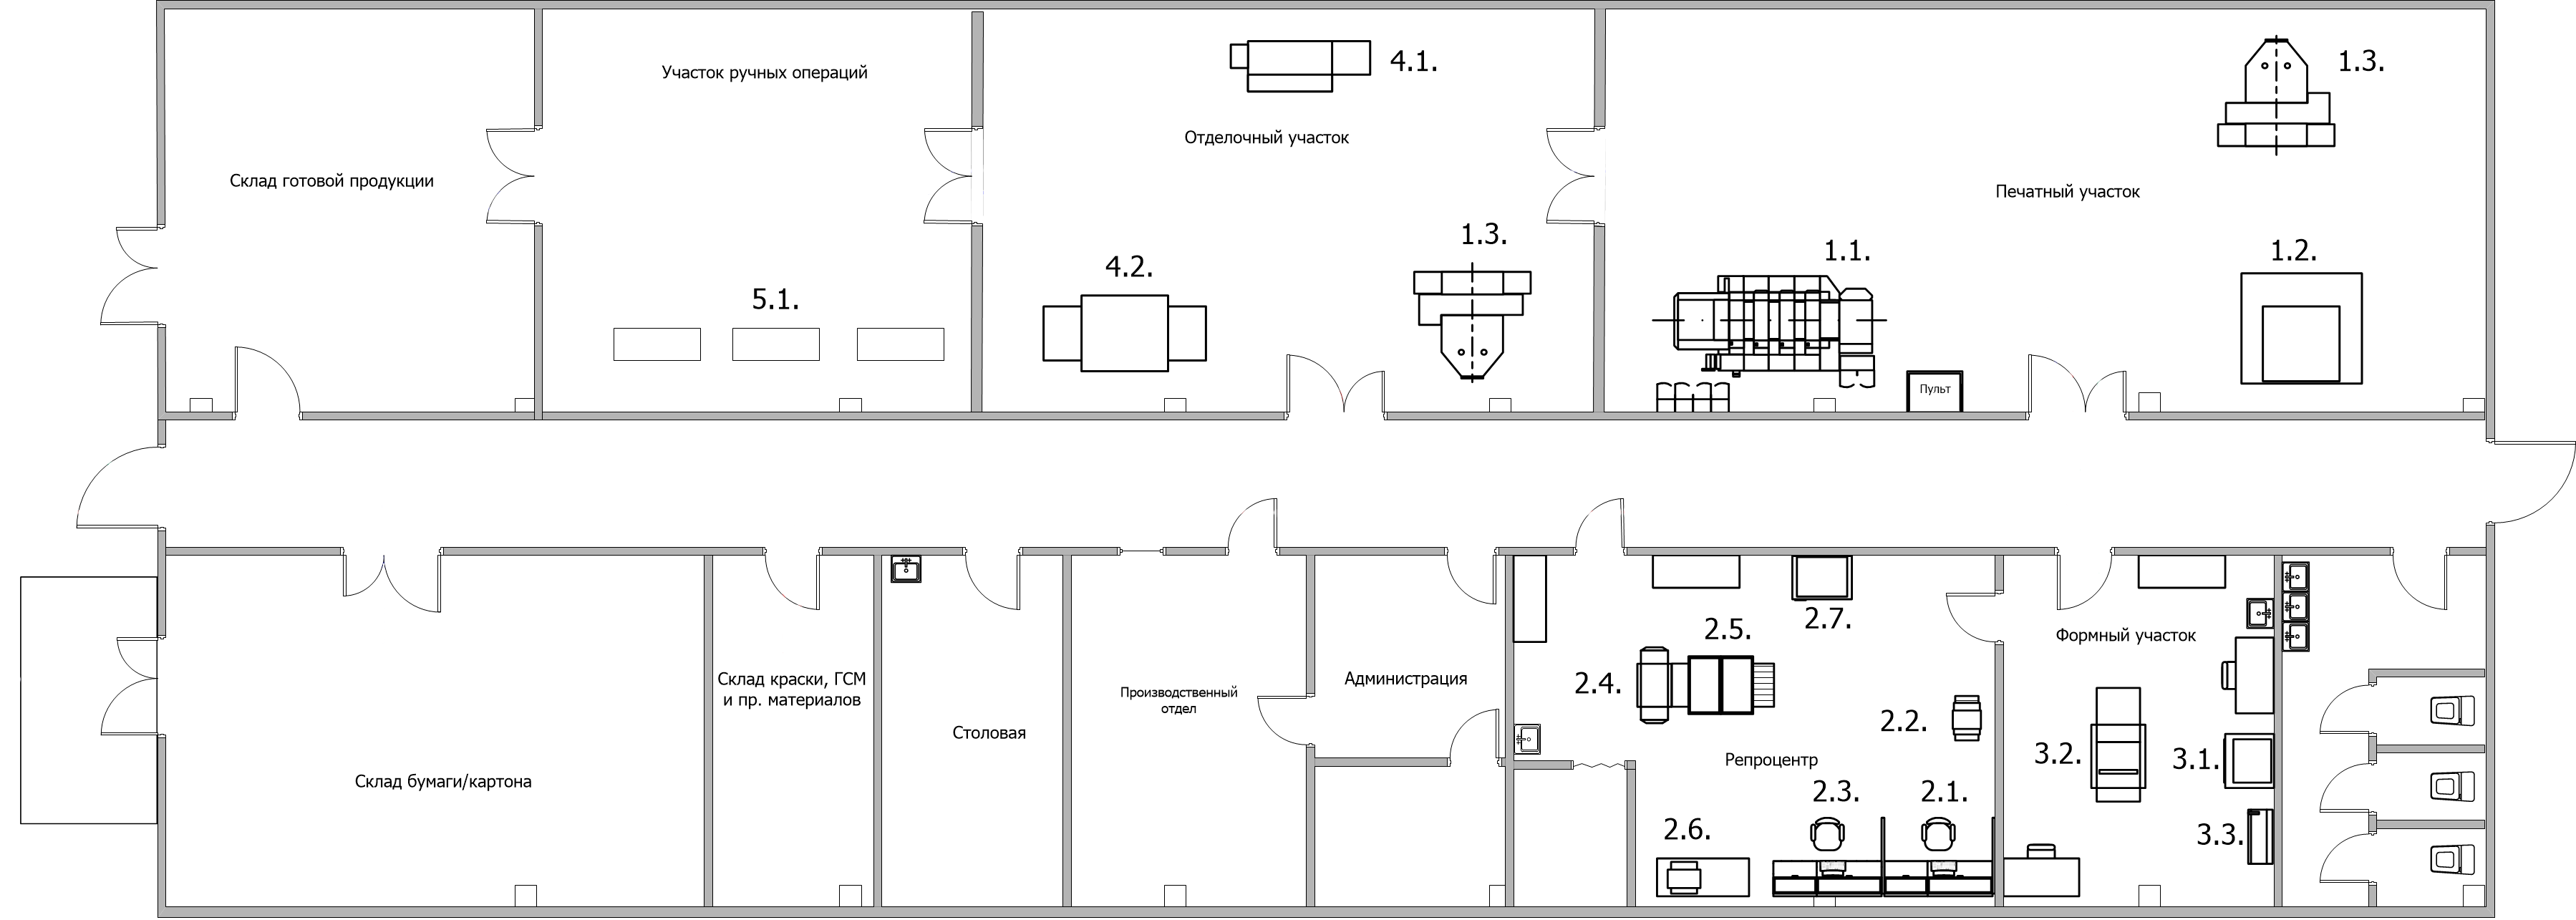 4.1.
1.3.
Участок ручных операций
Отделочный участок
Склад готовой продукции
Печатный участок
1.3.
1.1.
1.2.
4.2.
5.1.
Пульт
2.7.
2.5.
Формный участок
2.4.
Склад краски, ГСМ
и пр. материалов
Администрация
Производственный
отдел
2.2.
Столовая
3.2.
3.1.
Репроцентр
Склад бумаги/картона
2.3.
2.1.
2.6.
3.3.